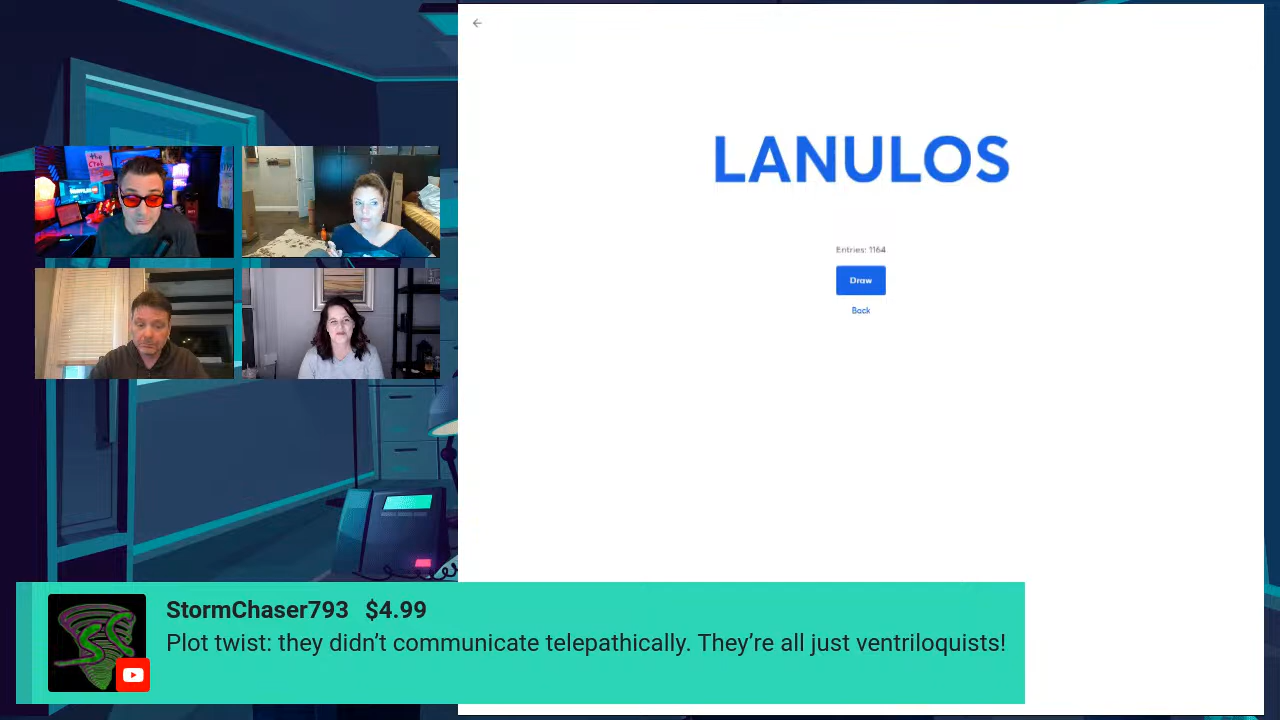 LANULOS
Entries: 1164
Draw
Back
StormChaser793 $4.99
Plot twist: they didn’t communicate telepathically. They’re all just ventriloquists!